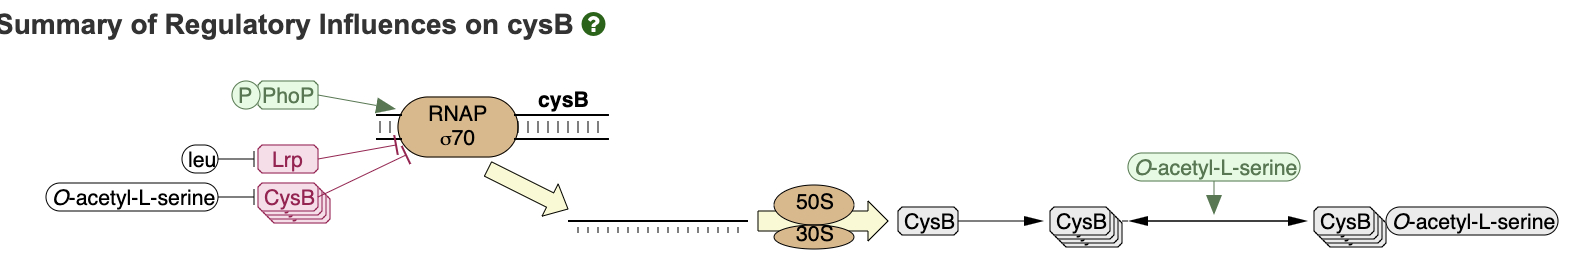 Summary of Regulatory Influences on cysB ?
P PhoP
RNAP
σ70
cysB
leu Lrp
O-acetyl-L-serine CysB
50S
30S
CysB
CysB
O-acetyl-L-serine
CysB O-acetyl-L-serine